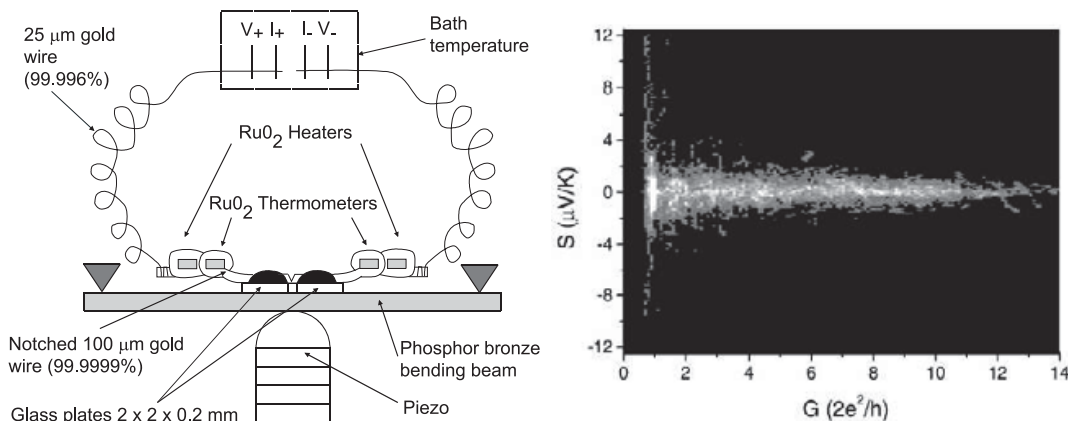 25 μm gold
wire
(99.996%)
V+ I+ I- V-
Bath
temperature
Ru0₂ Heaters
Ru0₂ Thermometers
Notched 100 μm gold
wire (99.9999%)
Glass plates 2 x 2 x 0.2 mm
Phosphor bronze
bending beam
Piezo
12
8
4
0
-4
-8
-12
S (μV/K)
0 2 4 6 8 10 12 14
G (2e²/h)